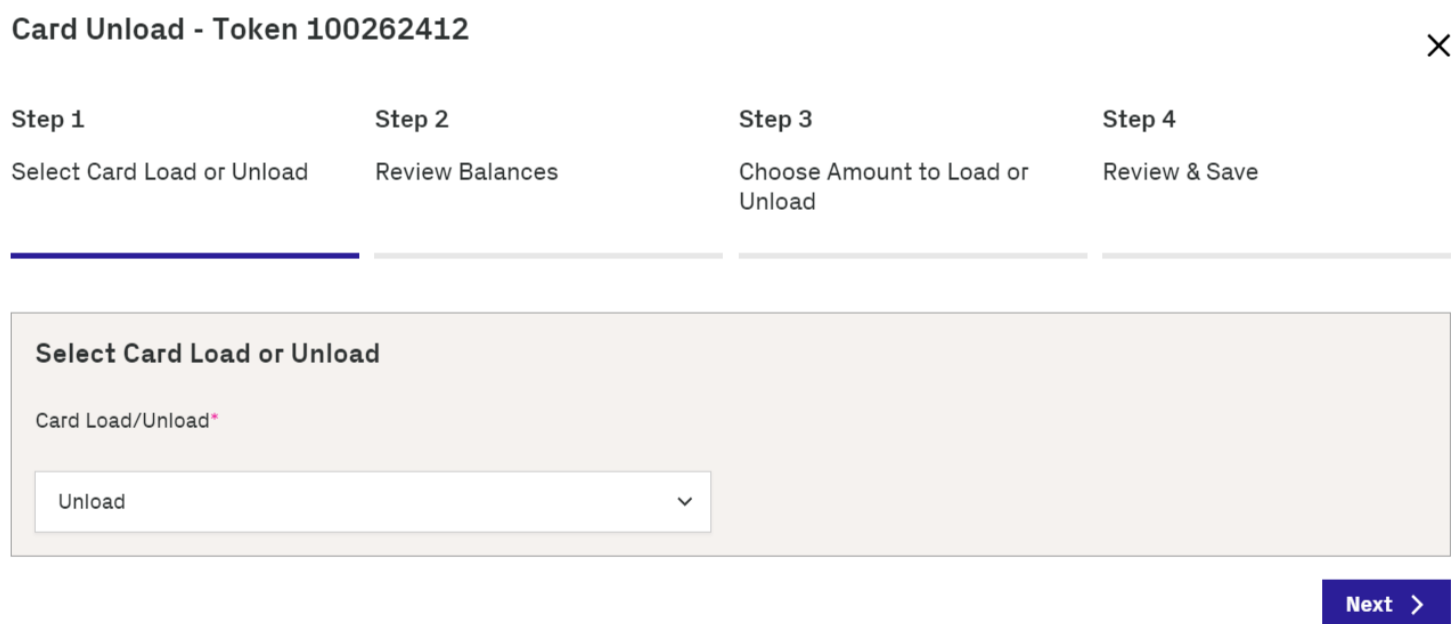 Card Unload - Token 100262412
Step 1
Select Card Load or Unload
Step 2
Review Balances
Step 3
Choose Amount to Load or
Unload
Step 4
Review & Save
Select Card Load or Unload
Card Load/Unload*
Unload
Next